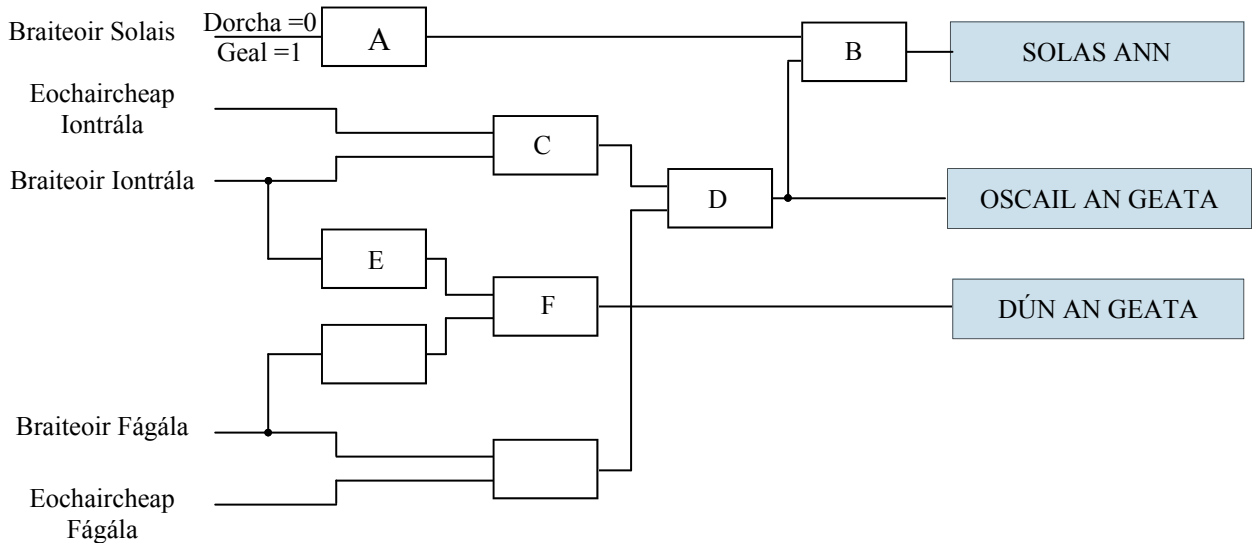 Braiteoir Solais
Dorcha =0
Geal =1
A
B
SOLAS ANN
Eochaircheap
Iontrála
C
Braiteoir Iontrála
D
OSCAIL AN GEATA
E
F
DÚN AN GEATA
Braiteoir Fágála
Eochaircheap
Fágála